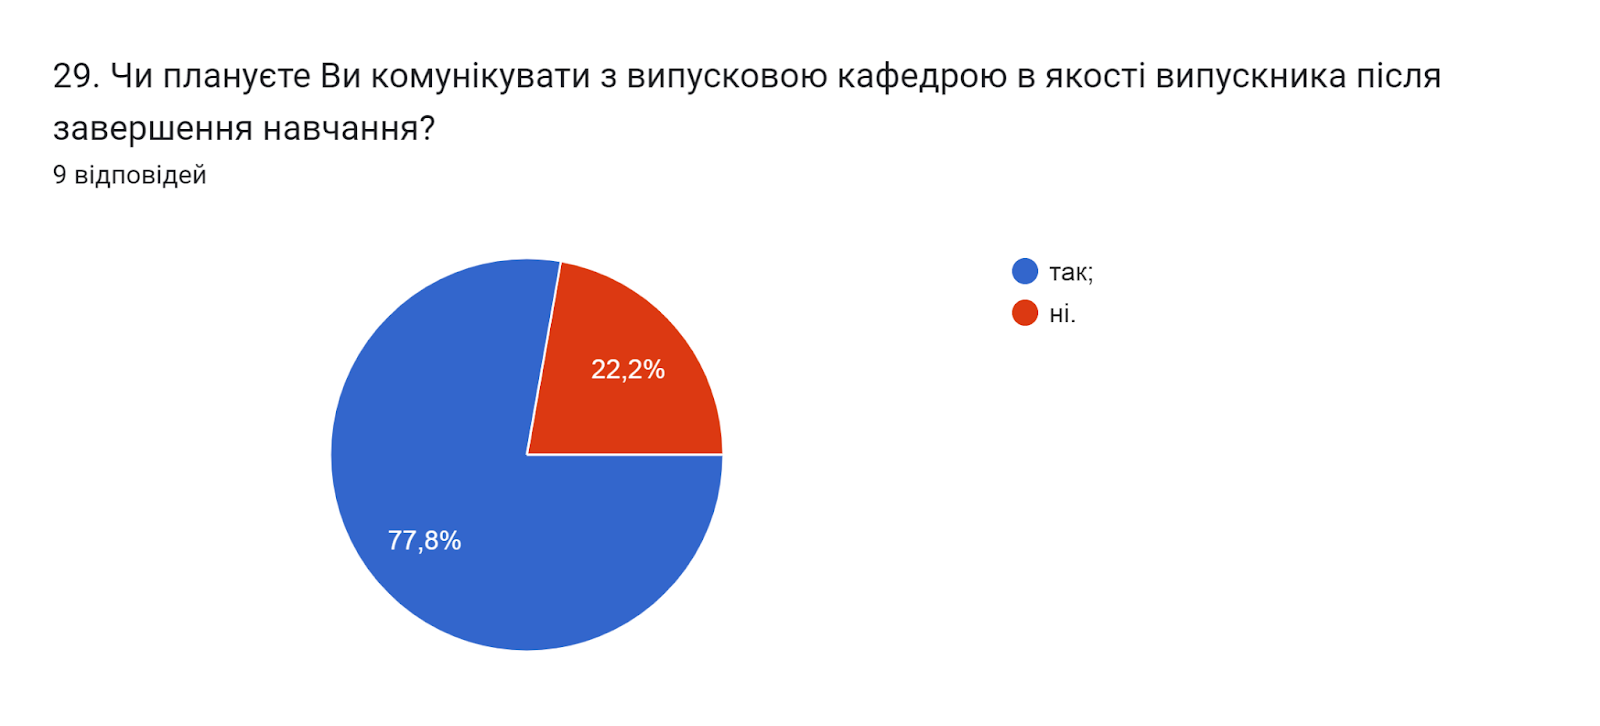 29. Чи плануєте Ви комунікувати з випусковою кафедрою в якості випускника після
завершення навчання?
9 відповідей
так;
ні.
22,2%
77,8%